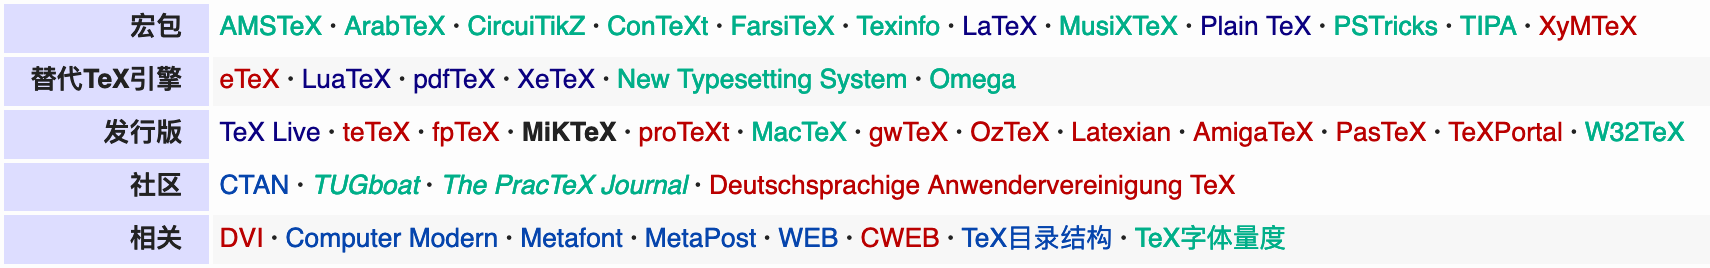 宏包 AMSTeX · ArabTeX · CircuiTikZ · ConTeXt · FarsiTeX · Texinfo · LaTeX · MusiXTeX · Plain TeX · PSTricks · TIPA · XyMTeX
替代TeX引擎 eTeX · LuaTeX · pdfTeX · XeTeX · New Typesetting System · Omega
发行版 TeX Live · teTeX · fpTeX · MiKTeX · proTeXt · MacTeX · gwTeX · OzTeX · Latexian · AmigaTeX · PasTeX · TeXPortal · W32TeX
社区 CTAN · TUGboat · The PracTeX Journal · Deutschsprachige Anwendervereinigung TeX
相关 DVI · Computer Modern · Metafont · MetaPost · WEB · CWEB · TeX目录结构 · TeX字体量度